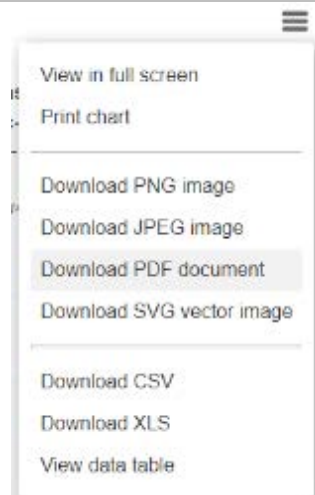 View in full screen
Print chart
Download PNG image
Download JPEG image
Download PDF document
Download SVG vector image
Download CSV
Download XLS
View data table